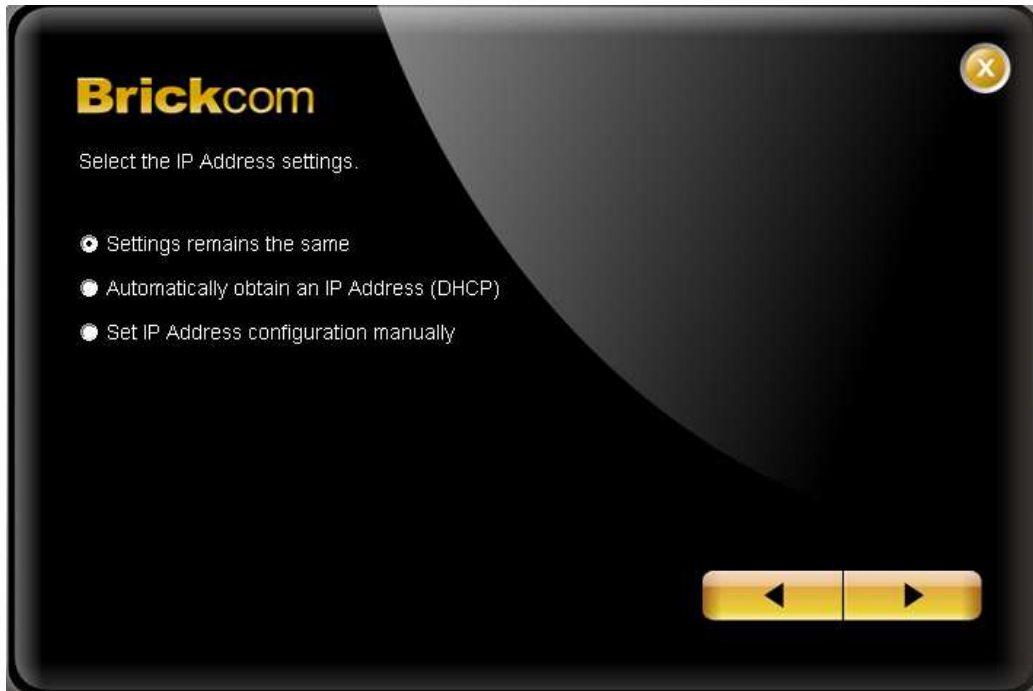 Brickcom
X
Select the IP Address settings.
Settings remains the same
Automatically obtain an IP Address (DHCP)
Set IP Address configuration manually